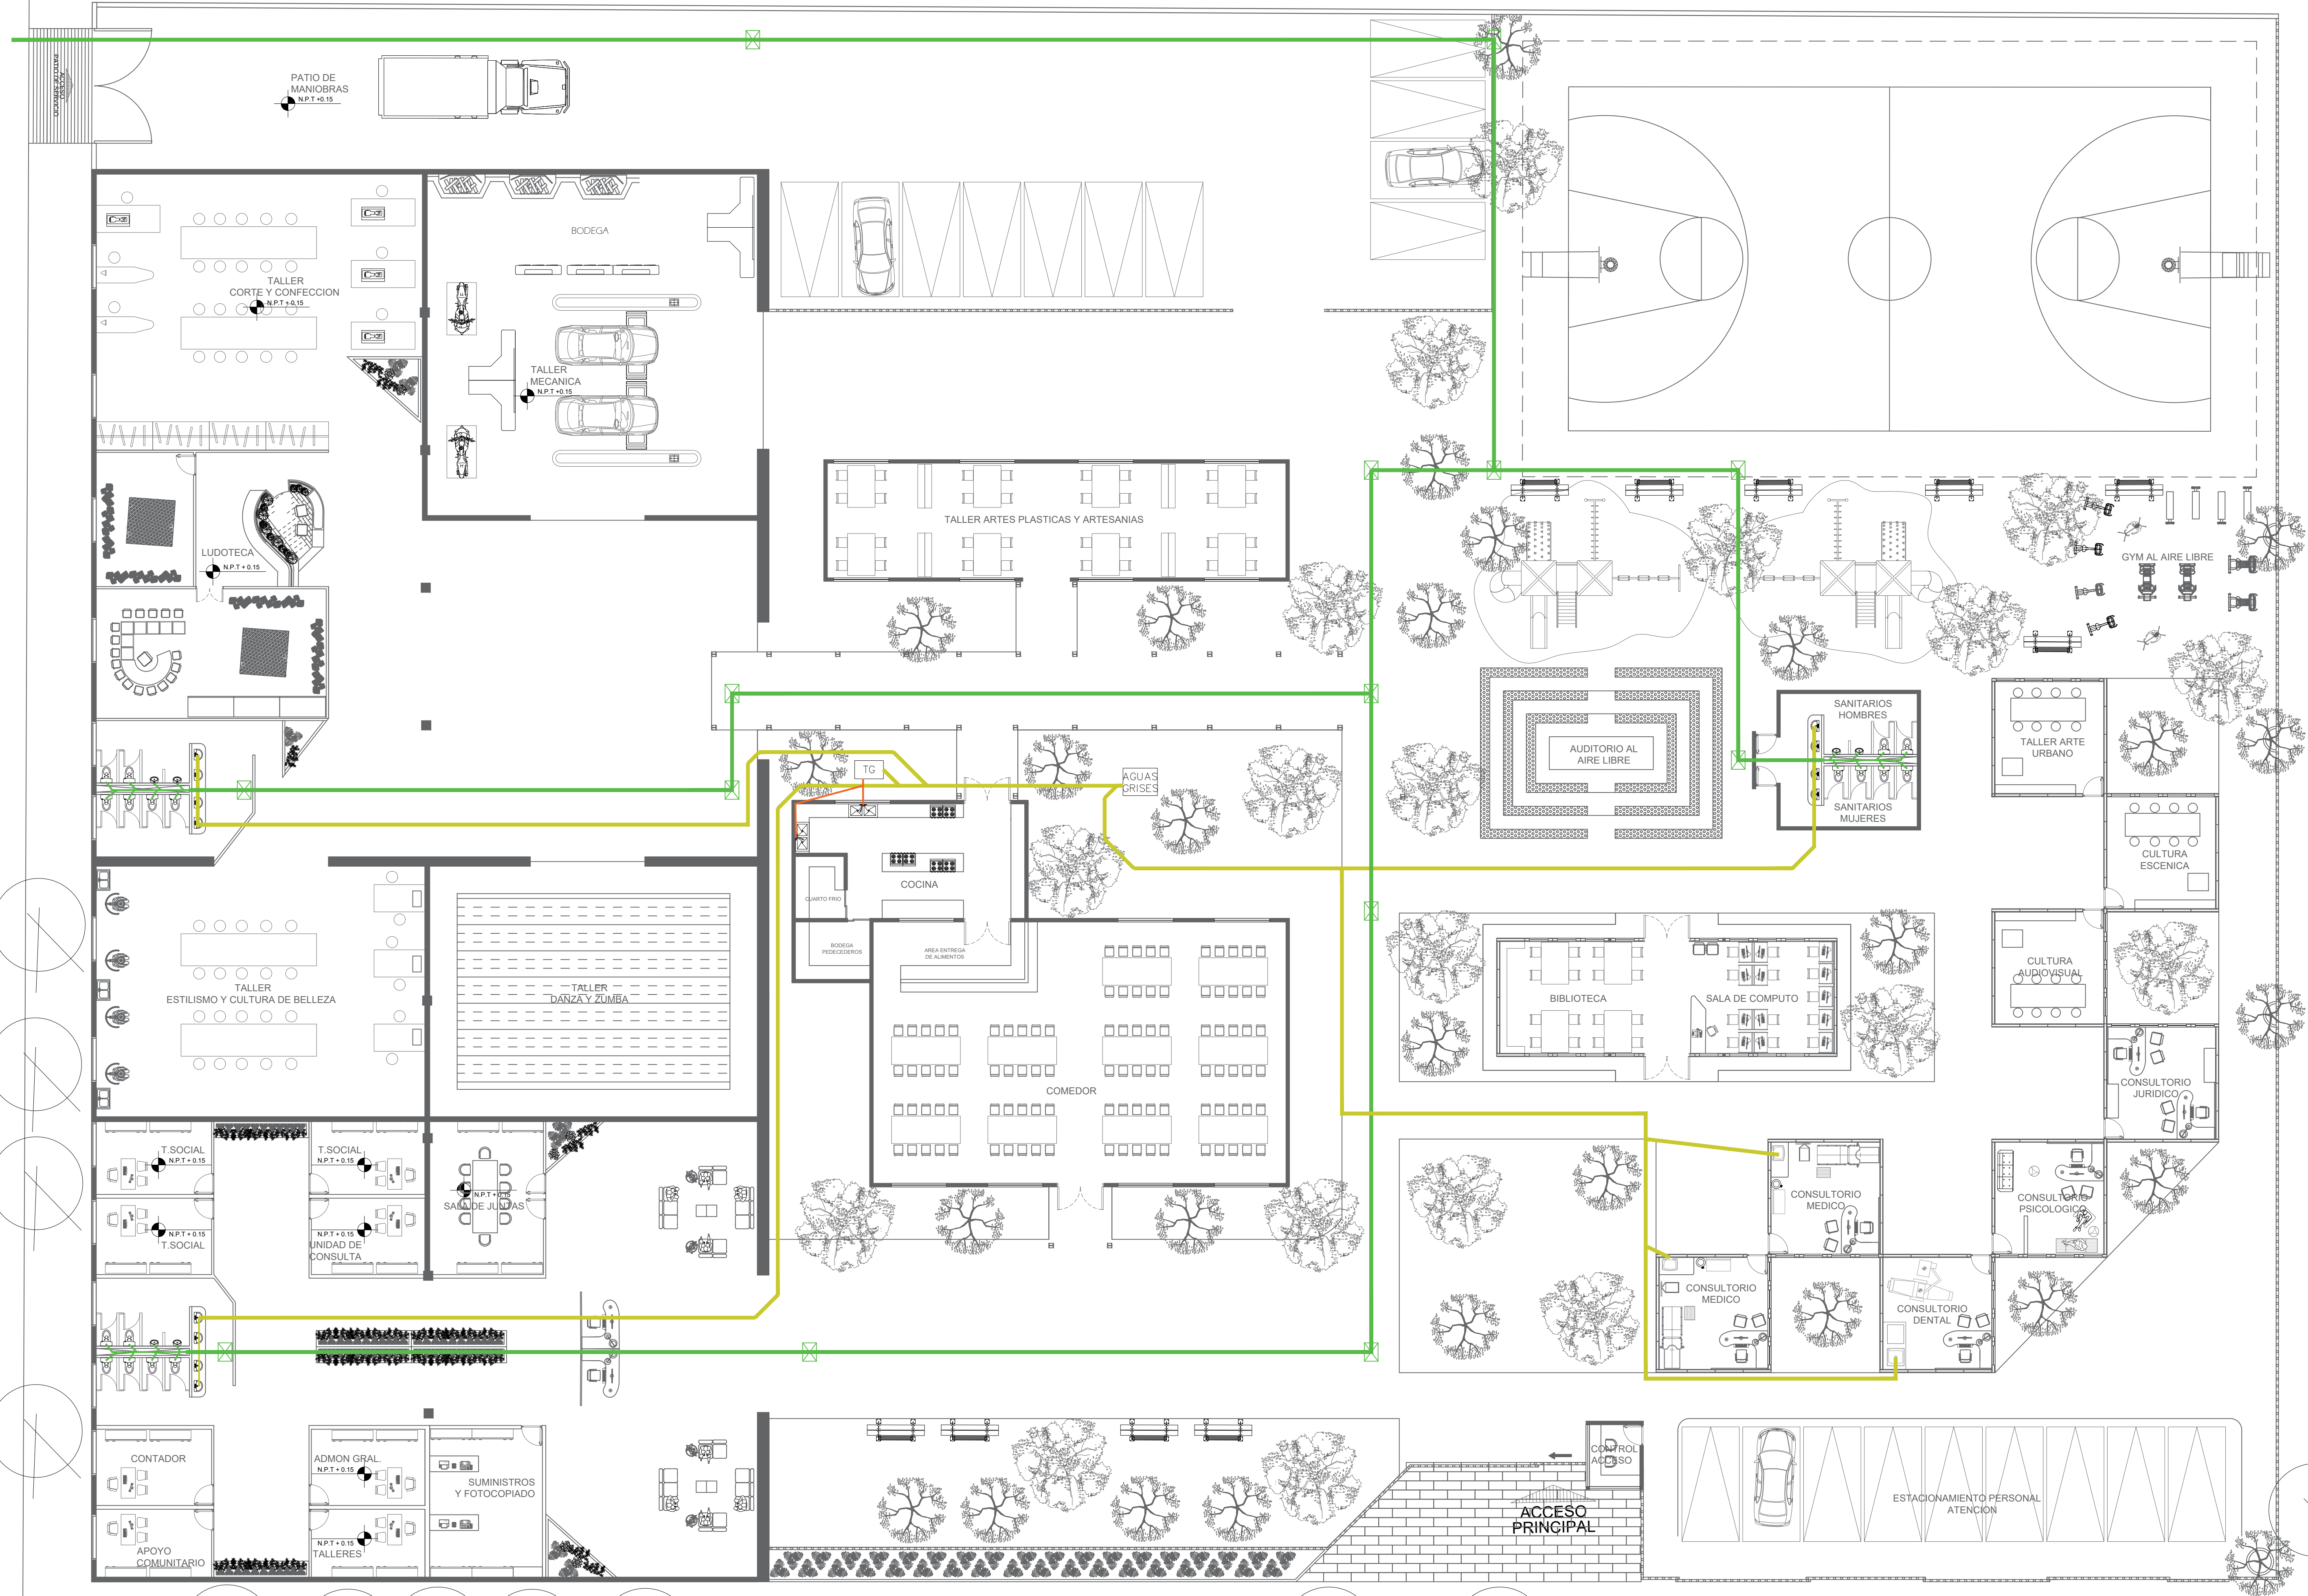 ACCESO
PATIO DE SERVICIO
PATIO DE
MANIOBRAS
N.P.T +0.15
BODEGA
TALLER
CORTE Y CONFECCION
N.P.T + 0.15
TALLER
MECANICA
N.P.T +0.15
TALLER ARTES PLASTICAS Y ARTESANIAS
LUDOTECA
N.P.T + 0.15
GYM AL AIRE LIBRE
SANITARIOS
HOMBRES
SANITARIOS
MUJERES
TALLER ARTE
URBANO
AUDITORIO AL
AIRE LIBRE
TG
AGUAS
GRISES
CULTURA
ESCENICA
COCINA
CUARTO FRIO
BODEGA
PEDECEDEROS
AREA ENTREGA
DE ALIMENTOS
CULTURA
AUDIOVISUAL
TALLER
ESTILISMO Y CULTURA DE BELLEZA
TALLER
DANZA Y ZUMBA
BIBLIOTECA
SALA DE COMPUTO
COMEDOR
CONSULTORIO
JURIDICO
T.SOCIAL
N.P.T + 0.15
T.SOCIAL
N.P.T + 0.15
N.P.T + 0.15
SALA DE JUNTAS
N.P.T + 0.15
T.SOCIAL
N.P.T + 0.15
UNIDAD DE
CONSULTA
CONSULTORIO
MEDICO
CONSULTORIO
PSICOLOGICO
CONSULTORIO
MEDICO
CONSULTORIO
DENTAL
CONTADOR
ADMON GRAL.
N.P.T + 0.15
SUMINISTROS
Y FOTOCOPIADO
CONTROL
ACCESO
ACCESO
PRINCIPAL
ESTACIONAMIENTO PERSONAL
ATENCION
APOYO
COMUNITARIO
N.P.T + 0.15
TALLERES